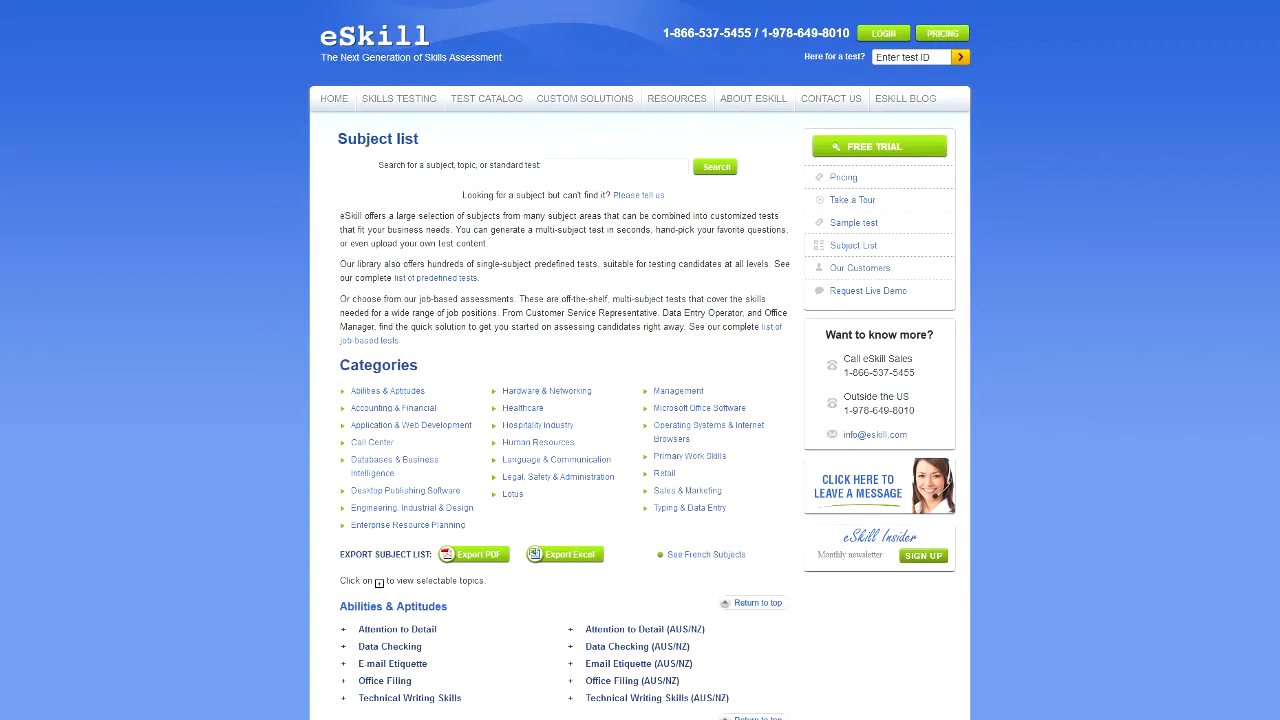 eSkill
The Next Generation of Skills Assessment
1-866-537-5455 / 1-978-649-8010
LOGIN
PRICING
Here for a test?
Enter test ID
HOME
SKILLS TESTING
TEST CATALOG
CUSTOM SOLUTIONS
RESOURCES
ABOUT ESKILL
CONTACT US
ESKILL BLOG
Subject list
Search for a subject, topic, or standard test:
Search
Looking for a subject but can't find it? Please tell us
eSkill offers a large selection of subjects from many subject areas that can be combined into customized tests
that fit your business needs. You can generate a multi-subject test in seconds, hand-pick your favorite questions,
or even upload your own test content.
Our library also offers hundreds of single-subject predefined tests, suitable for testing candidates at all levels. See
our complete list of predefined tests.
Or choose from our job-based assessments. These are off-the-shelf, multi-subject tests that cover the skills
needed for a wide range of job positions. From Customer Service Representative, Data Entry Operator, and Office
Manager, find the quick solution to get you started on assessing candidates right away. See our complete list of
job-based tests
Categories
Abilities & Aptitudes
Accounting & Financial
Application & Web Development
Call Center
Databases & Business
Intelligence
Desktop Publishing Software
Engineering, Industrial & Design
Enterprise Resource Planning
Hardware & Networking
Healthcare
Hospitality Industry
Human Resources
Language & Communication
Legal, Safety & Administration
Lotus
Management
Microsoft Office Software
Operating Systems & Internet
Browsers
Primary Work Skills
Retail
Sales & Marketing
Typing & Data Entry
EXPORT SUBJECT LIST:
Export PDF
Export Excel
See French Subjects
Click on + to view selectable topics.
Abilities & Aptitudes
Return to top
+ Attention to Detail
+ Data Checking
+ E-mail Etiquette
+ Office Filing
+ Technical Writing Skills
+ Attention to Detail (AUS/NZ)
+ Data Checking (AUS/NZ)
+ Email Etiquette (AUS/NZ)
+ Office Filing (AUS/NZ)
+ Technical Writing Skills (AUS/NZ)
Return to top
FREE TRIAL
Pricing
Take a Tour
Sample test
Subject List
Our Customers
Request Live Demo
Want to know more?
Call eSkill Sales
1-866-537-5455
Outside the US
1-978-649-8010
info@eskill.com
CLICK HERE TO
LEAVE A MESSAGE
eSkill Insider
Monthly newsletter
SIGN UP